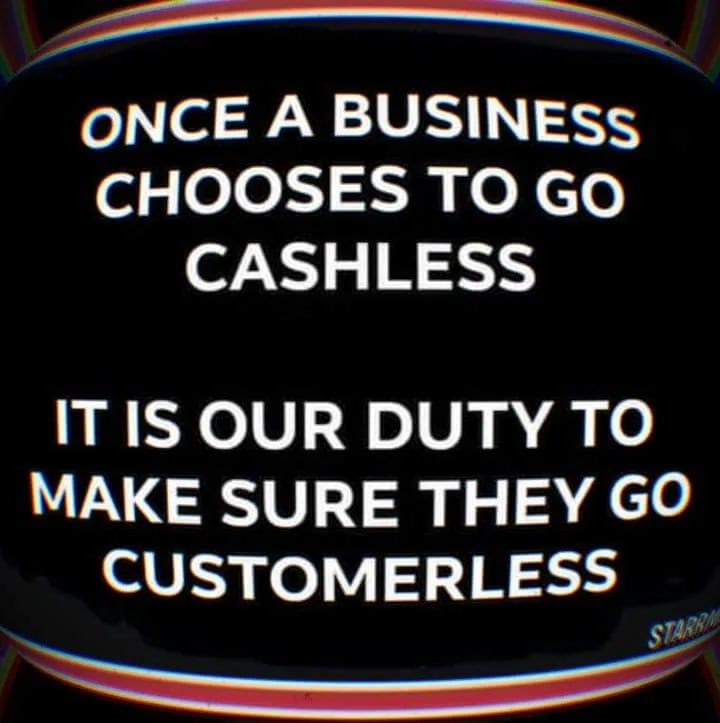 ONCE A BUSINESS
CHOOSES TO GO
CASHLESS
IT IS OUR DUTY TO
MAKE SURE THEY GO
CUSTOMERLESS